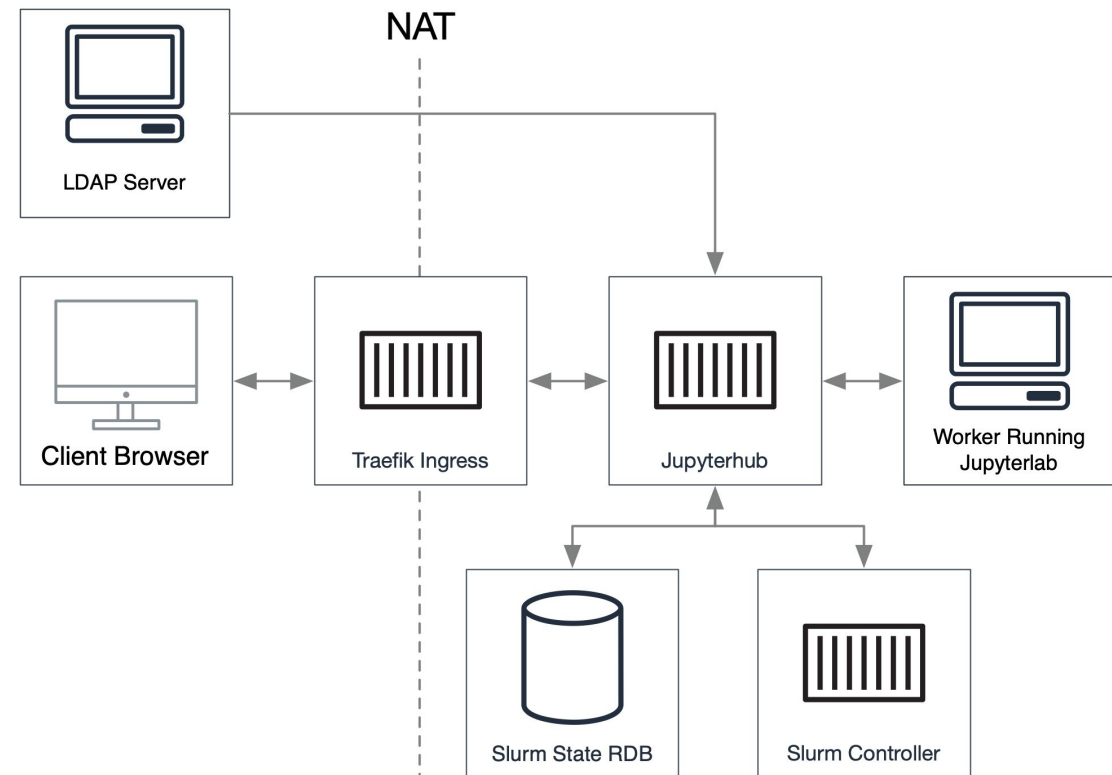 NAT
LDAP Server
Client Browser
Traefik Ingress
Jupyterhub
Worker Running
Jupyterlab
Slurm State RDB
Slurm Controller